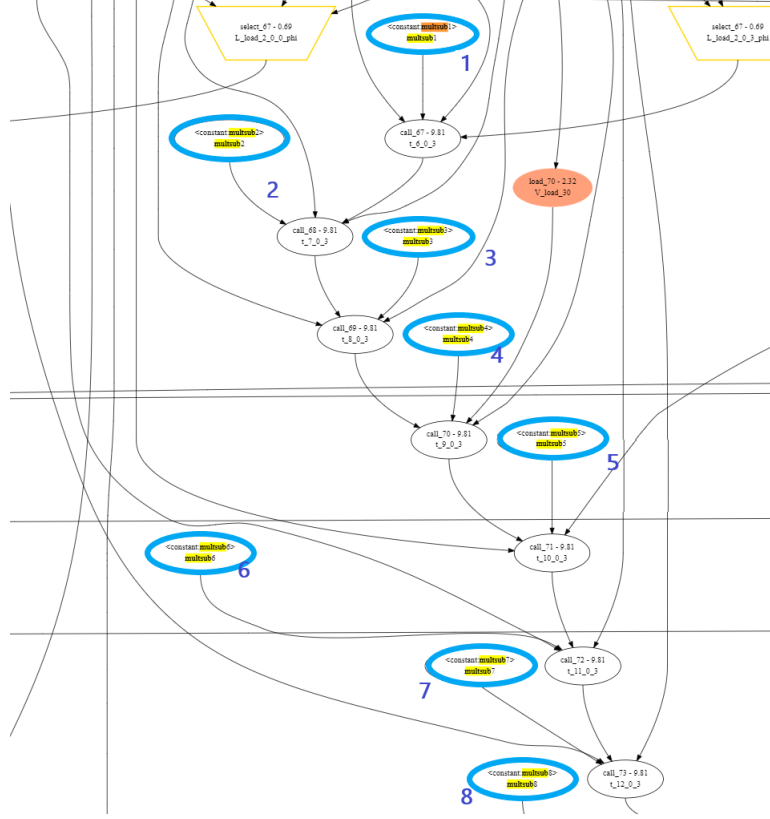 select_67 - 0.69
L_load_2_0_0_phi
<constant:multsub1>
multsub1
select_67 - 0.69
L_load_2_0_3_phi
1
<constant:multsub2>
multsub2
call_67 - 9.81
t_6_0_3
load_70 - 2.32
V_load_30
2
call_68 - 9.81
t_7_0_3
<constant:multsub3>
multsub3
3
call_69 - 9.81
t_8_0_3
<constant:multsub4>
multsub4
4
call_70 - 9.81
t_9_0_3
<constant:multsub5>
multsub5
5
<constant:multsub6>
multsub6
6
call_71 - 9.81
t_10_0_3
<constant:multsub7>
multsub7
7
call_72 - 9.81
t_11_0_3
<constant:multsub8>
multsub8
8
call_73 - 9.81
t_12_0_3